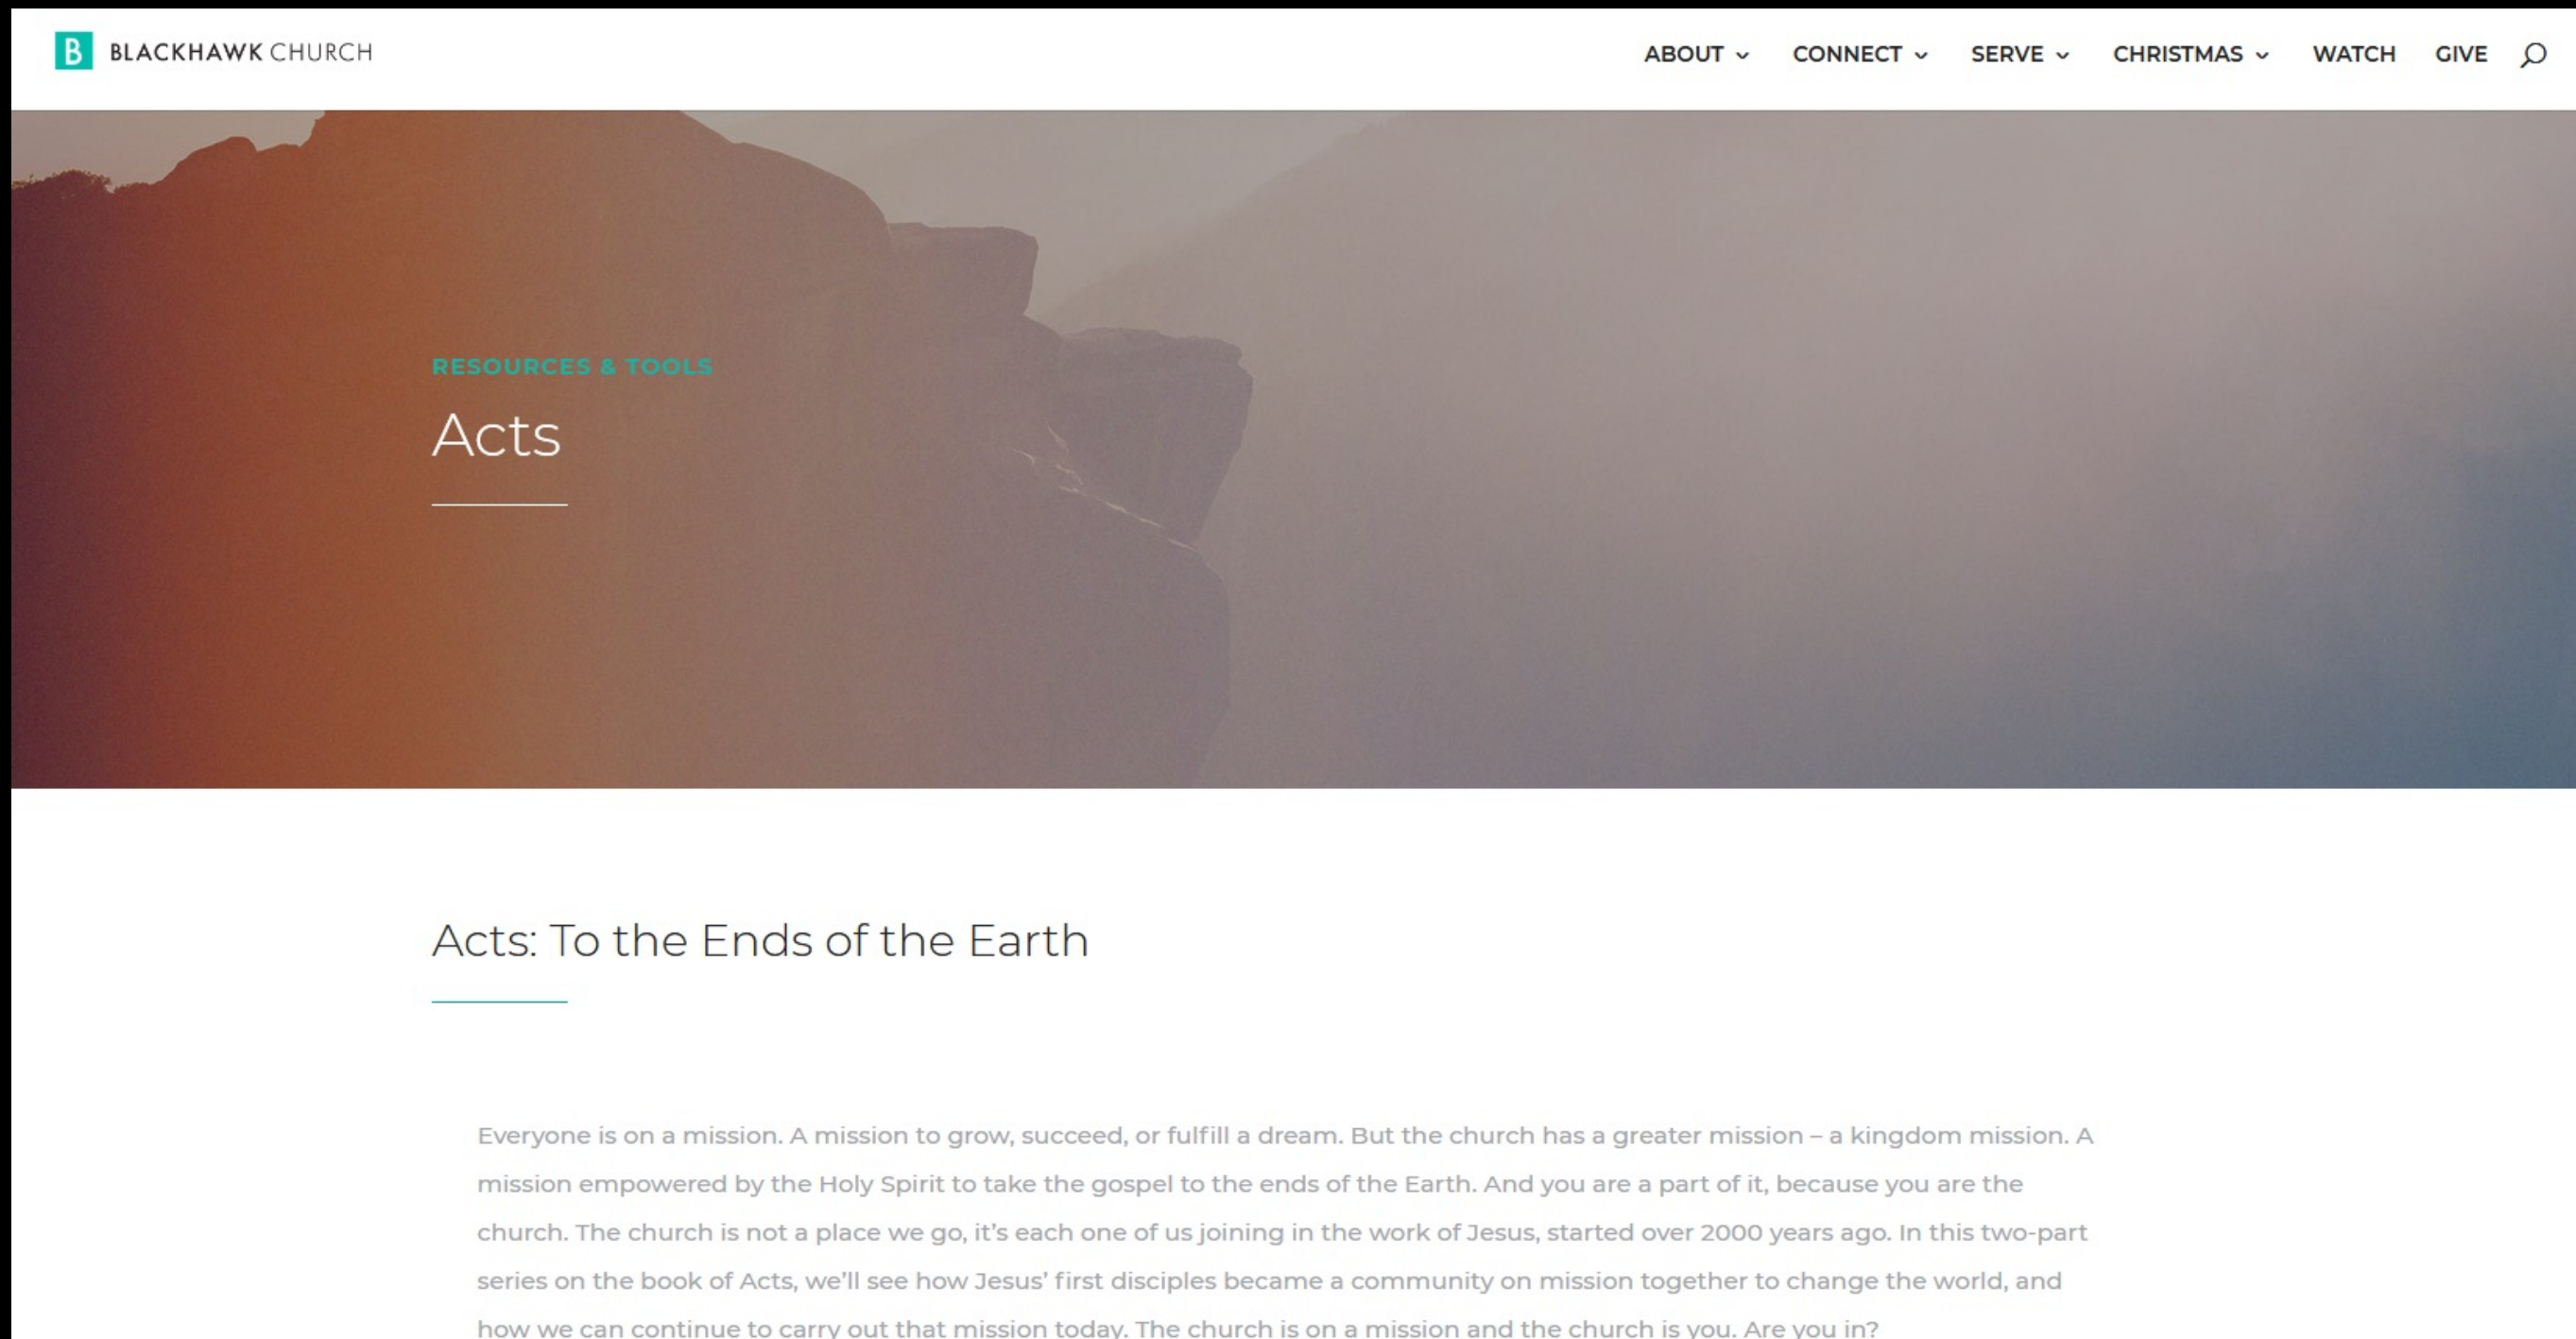 B BLACKHAWK CHURCH
ABOUT CONNECT SERVE CHRISTMAS WATCH GIVE
RESOURCES & TOOLS
Acts
Acts: To the Ends of the Earth
Everyone is on a mission. A mission to grow, succeed, or fulfill a dream. But the church has a greater mission – a kingdom mission. A
mission empowered by the Holy Spirit to take the gospel to the ends of the Earth. And you are a part of it, because you are the
church. The church is not a place we go, it’s each one of us joining in the work of Jesus, started over 2000 years ago. In this two-part
series on the book of Acts, we’ll see how Jesus’ first disciples became a community on mission together to change the world, and
how we can continue to carry out that mission today. The church is on a mission and the church is you. Are you in?